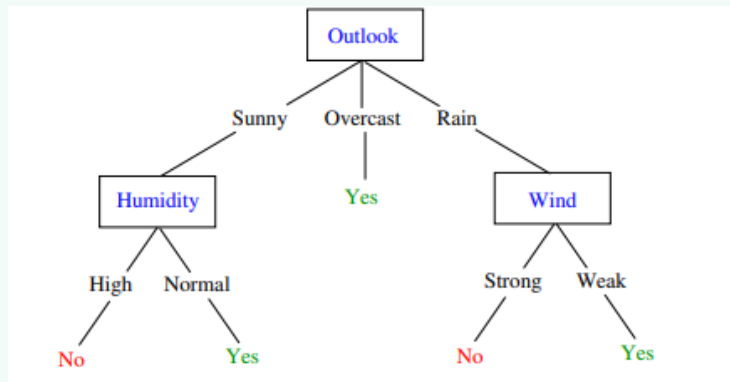 Outlook
Sunny Overcast Rain
Humidity Yes Wind
High Normal Strong Weak
No Yes No Yes